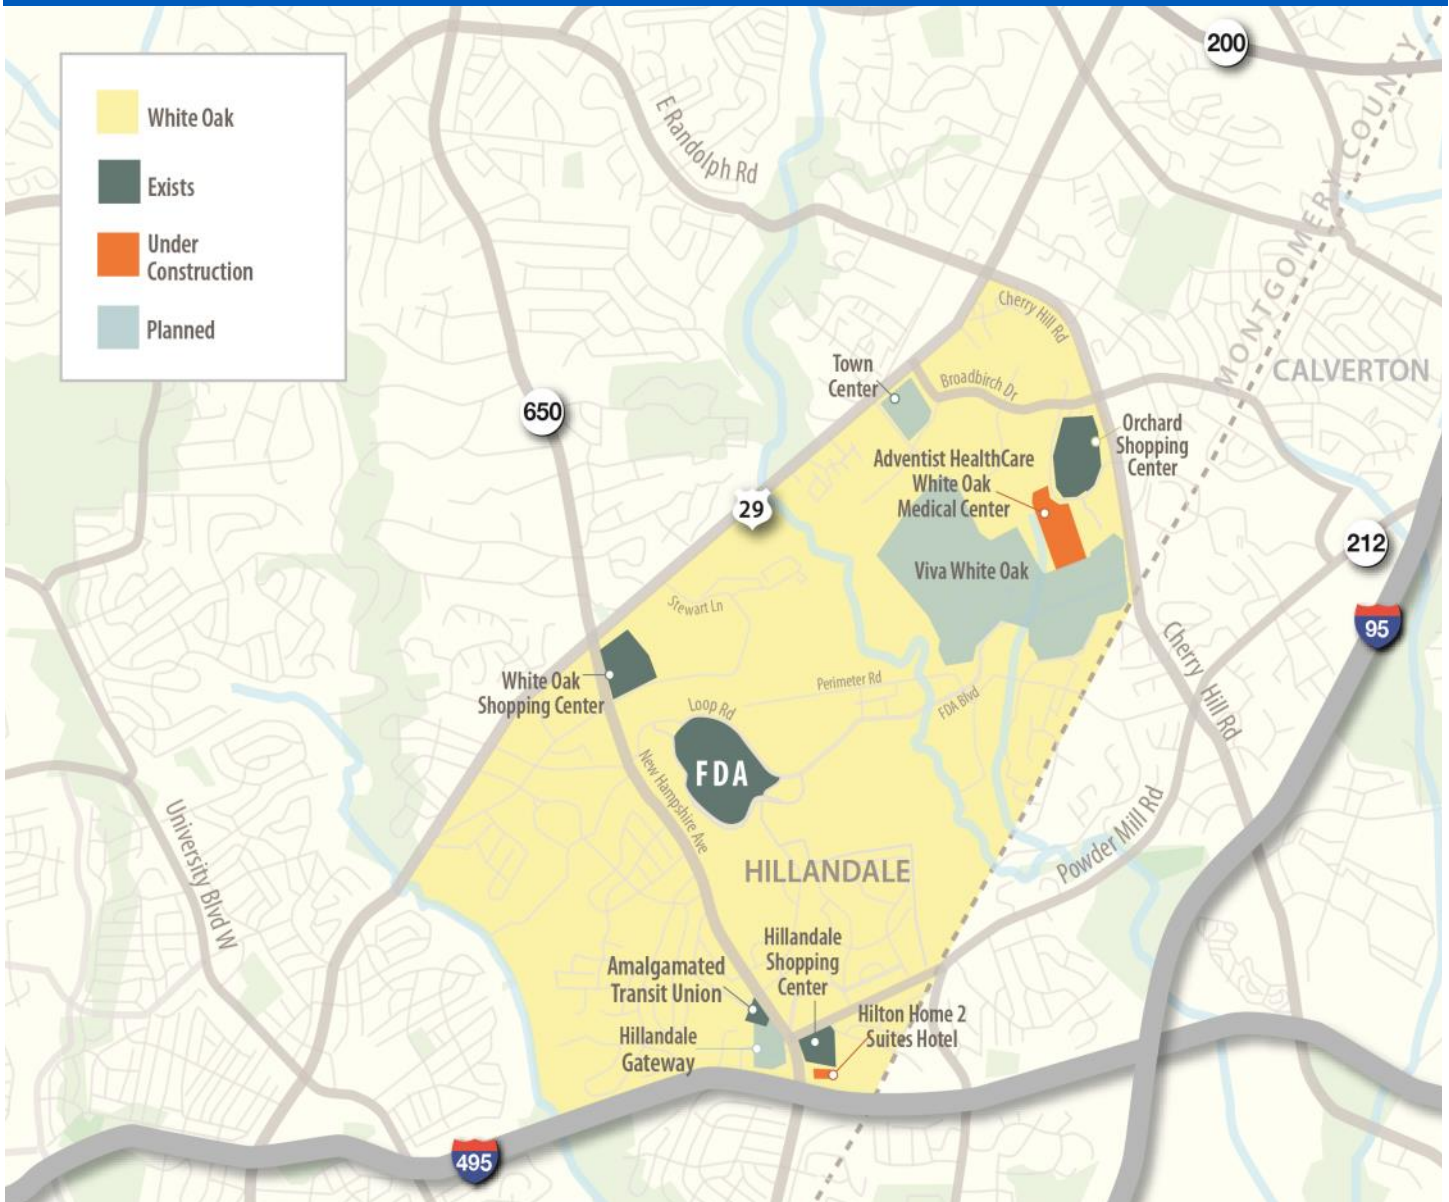 White Oak
Exists
Under
Construction
Planned
200
E Randolph Rd
MONTGOMERY COUNTY
Cherry Hill Rd
Town
Center
Broadbirch Dr
CALVERTON
650
Orchard
Shopping
Center
Adventist HealthCare
White Oak
Medical Center
29
212
Viva White Oak
Stewart Ln
95
Cherry Hill Rd
White Oak
Shopping Center
Perimeter Rd
FDA Blvd
Loop Rd
FDA
New Hampshire Ave
University Blvd W
Powder Mill Rd
HILLANDALE
Hillandale
Shopping
Center
Amalgamated
Transit Union
Hilton Home 2
Suites Hotel
Hillandale
Gateway
495